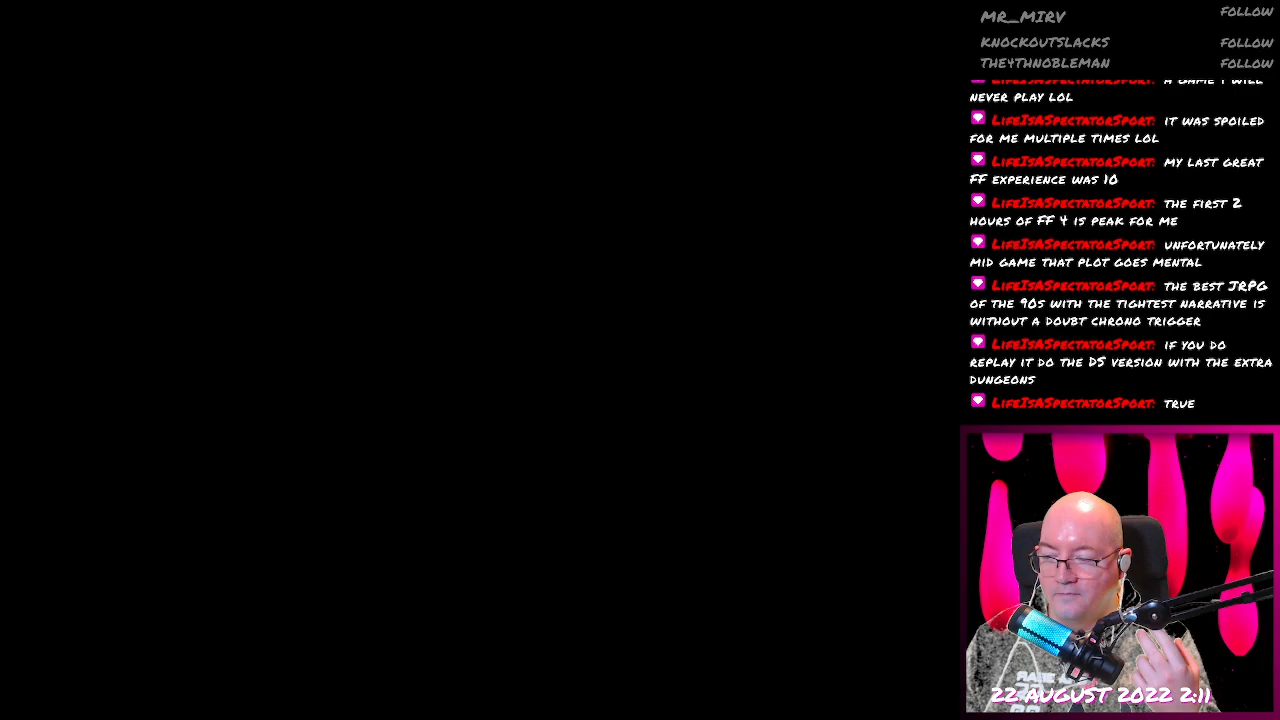 MR_MIRV FOLLOW
KNOCKOUTSLACKS FOLLOW
THE4THNOBLEMAN FOLLOW
LIFEISASPECTATORSPORT: A GAME I WILL
NEVER PLAY LOL
LIFEISASPECTATORSPORT: IT WAS SPOILED
FOR ME MULTIPLE TIMES LOL
LIFEISASPECTATORSPORT: MY LAST GREAT
FF EXPERIENCE WAS 10
LIFEISASPECTATORSPORT: THE FIRST 2
HOURS OF FF 4 IS PEAK FOR ME
LIFEISASPECTATORSPORT: UNFORTUNATELY
MID GAME THAT PLOT GOES MENTAL
LIFEISASPECTATORSPORT: THE BEST JRPG
OF THE 90S WITH THE TIGHTEST NARRATIVE IS
WITHOUT A DOUBT CHRONO TRIGGER
LIFEISASPECTATORSPORT: IF YOU DO
REPLAY IT DO THE DS VERSION WITH THE EXTRA
DUNGEONS
LIFEISASPECTATORSPORT: TRUE
22 AUGUST 2022 2:11